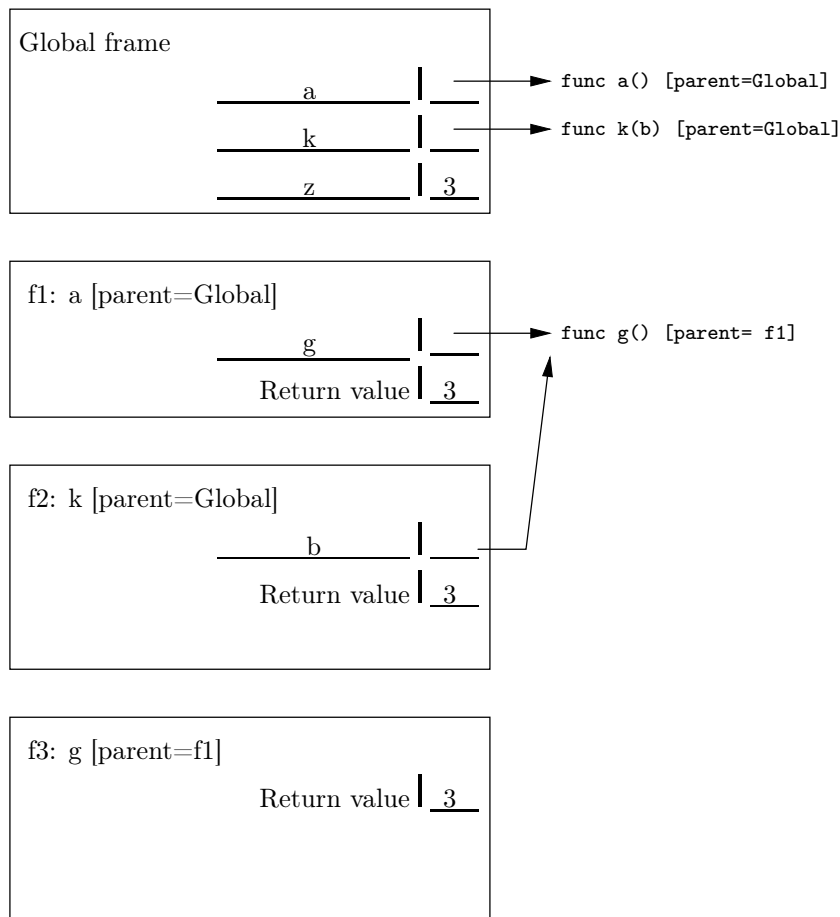 Global frame
a
func a() [parent=Global]
k
func k(b) [parent=Global]
z 3
f1: a [parent=Global]
g
func g() [parent= f1]
Return value 3
f2: k [parent=Global]
b
Return value 3
f3: g [parent=f1]
Return value 3